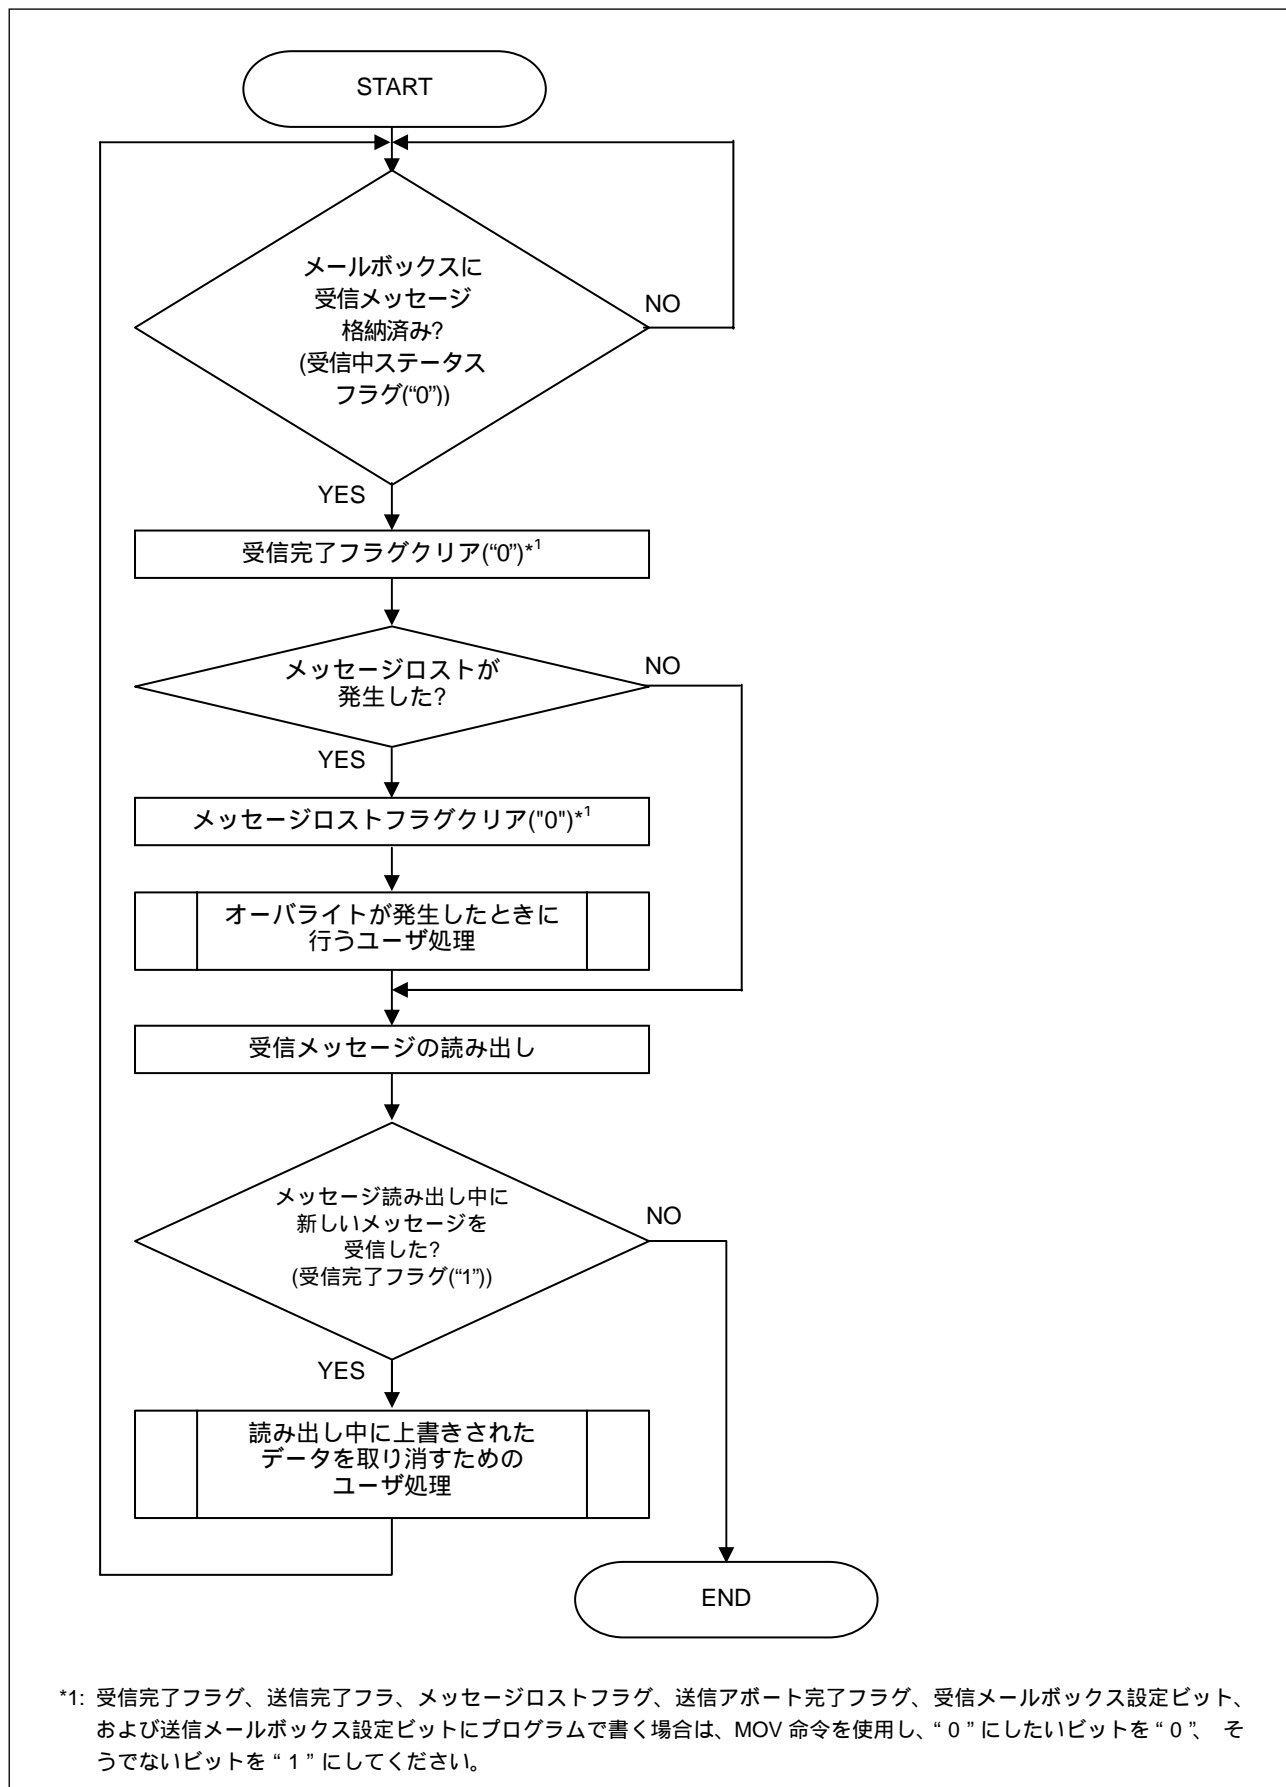 START
メールボックスに
受信メッセージ
格納済み?
(受信中ステータス
フラグ(“0”))
NO
YES
受信完了フラグクリア(“0”)*1
メッセージロストが
発生した?
NO
YES
メッセージロストフラグクリア("0")*1
オーバライトが発生したときに
行うユーザ処理
受信メッセージの読み出し
メッセージ読み出し中に
新しいメッセージを
受信した?
(受信完了フラグ(“1”))
NO
YES
読み出し中に上書きされた
データを取り消すための
ユーザ処理
END
*1: 受信完了フラグ、送信完了フラ、メッセージロストフラグ、送信アボート完了フラグ、受信メールボックス設定ビット、
および送信メールボックス設定ビットにプログラムで書く場合は、MOV 命令を使用し、“ 0 ” にしたいビットを “ 0 ”、 そ
うでないビットを “ 1 ” にしてください。